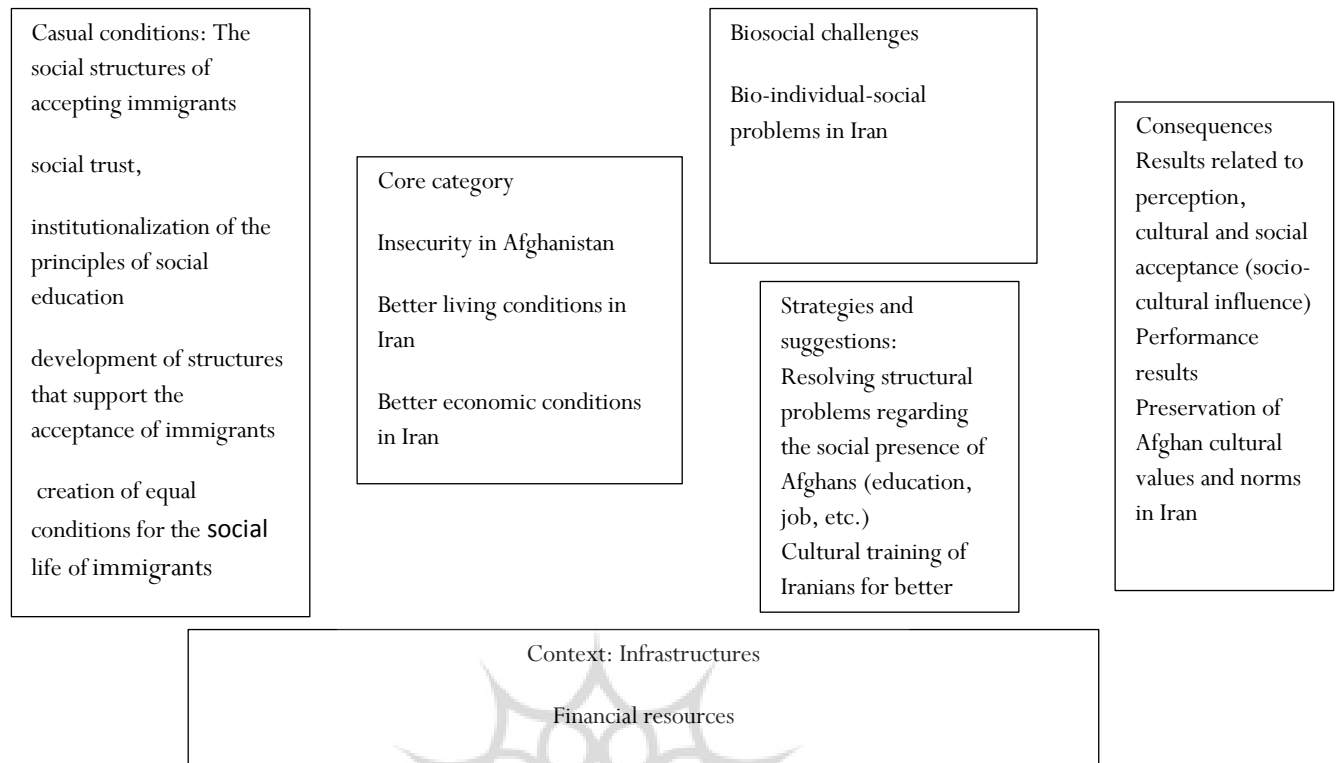 Casual conditions: The
social structures of
accepting immigrants
social trust,
institutionalization of the
principles of social
education
development of structures
that support the
acceptance of immigrants
creation of equal
conditions for the social
life of immigrants
Core category
Insecurity in Afghanistan
Better living conditions in
Iran
Better economic conditions
in Iran
Biosocial challenges
Bio-individual-social
problems in Iran
Strategies and
suggestions:
Resolving structural
problems regarding
the social presence of
Afghans (education,
job, etc.)
Cultural training of
Iranians for better
Consequences
Results related to
perception,
cultural and social
acceptance (socio-
cultural influence)
Performance
results
Preservation of
Afghan cultural
values and norms
in Iran
Context: Infrastructures
Financial resources